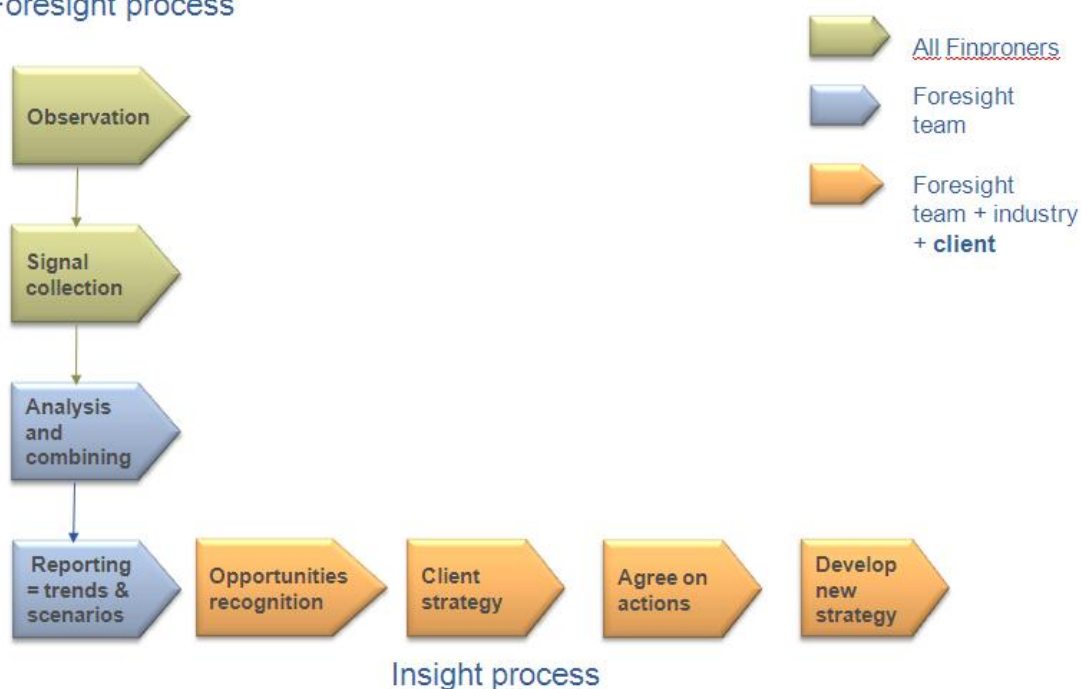 Foresight process
All Finproners
Foresight
team
Foresight
team + industry
+ client
Observation
Signal
collection
Analysis
and
combining
Reporting
= trends &
scenarios
Opportunities
recognition
Client
strategy
Agree on
actions
Develop
new
strategy
Insight process